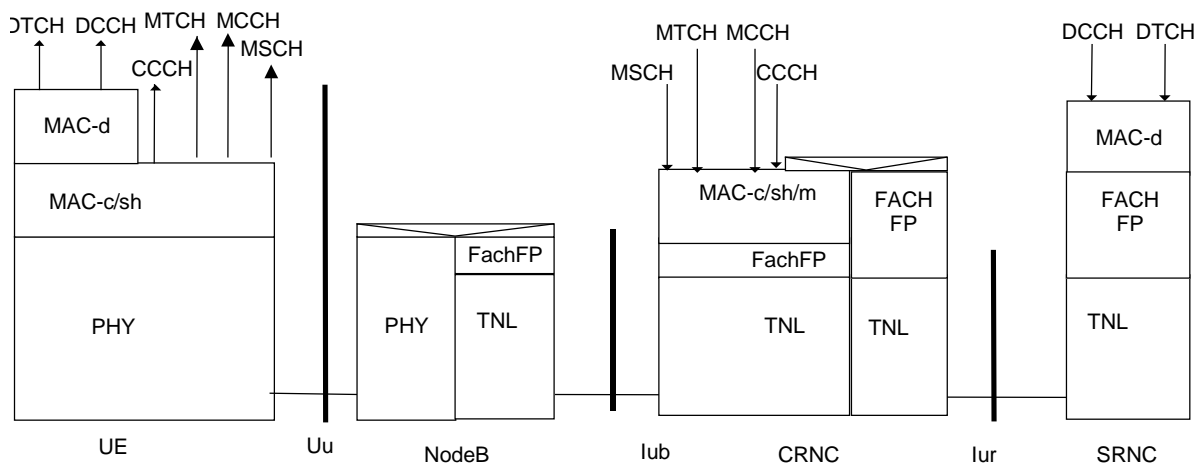 DTCH DCCH MTCH MCCH
MSCH
CCCH
MAC-d
MAC-c/sh
PHY
UE
Uu
FachFP
PHY
TNL
NodeB
Iub
MTCH MCCH
MSCH
CCCH
MAC-c/sh/m
FACH
FP
FachFP
TNL
TNL
CRNC
Iur
DCCH DTCH
MAC-d
FACH
FP
TNL
SRNC